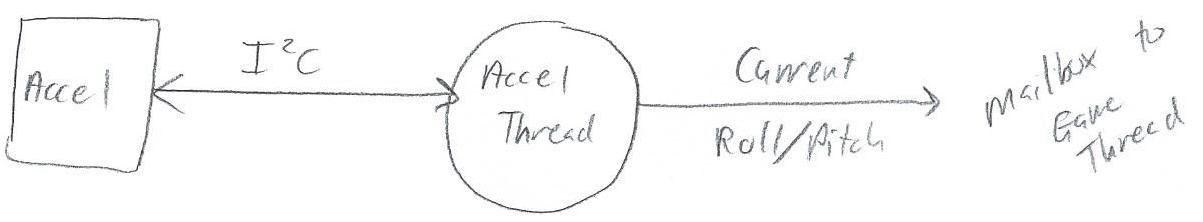 Accel
I²C
Accel
Thread
Current
Roll/Pitch
Mailbox to
Game
Thread